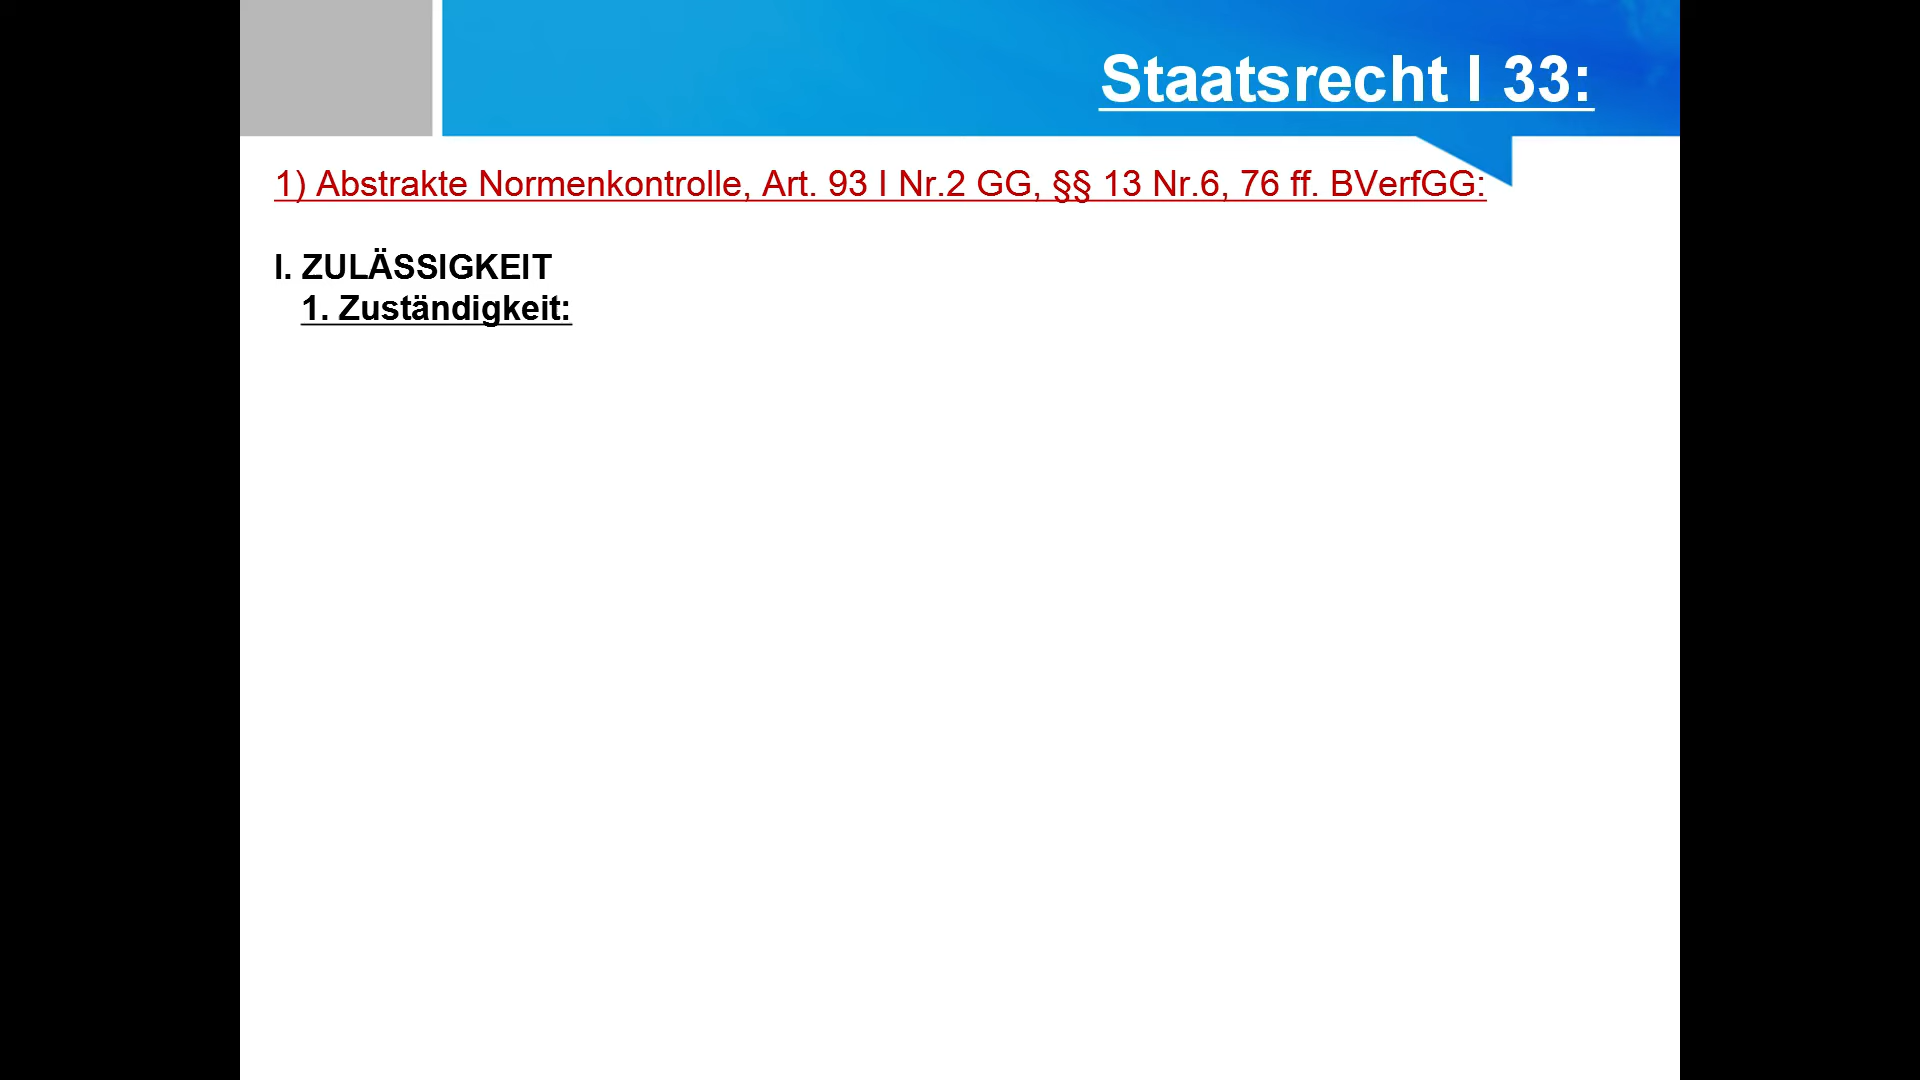 Staatsrecht I 33:
1) Abstrakte Normenkontrolle, Art. 93 I Nr.2 GG, §§ 13 Nr.6, 76 ff. BVerfGG:
I. ZULÄSSIGKEIT
1. Zuständigkeit: